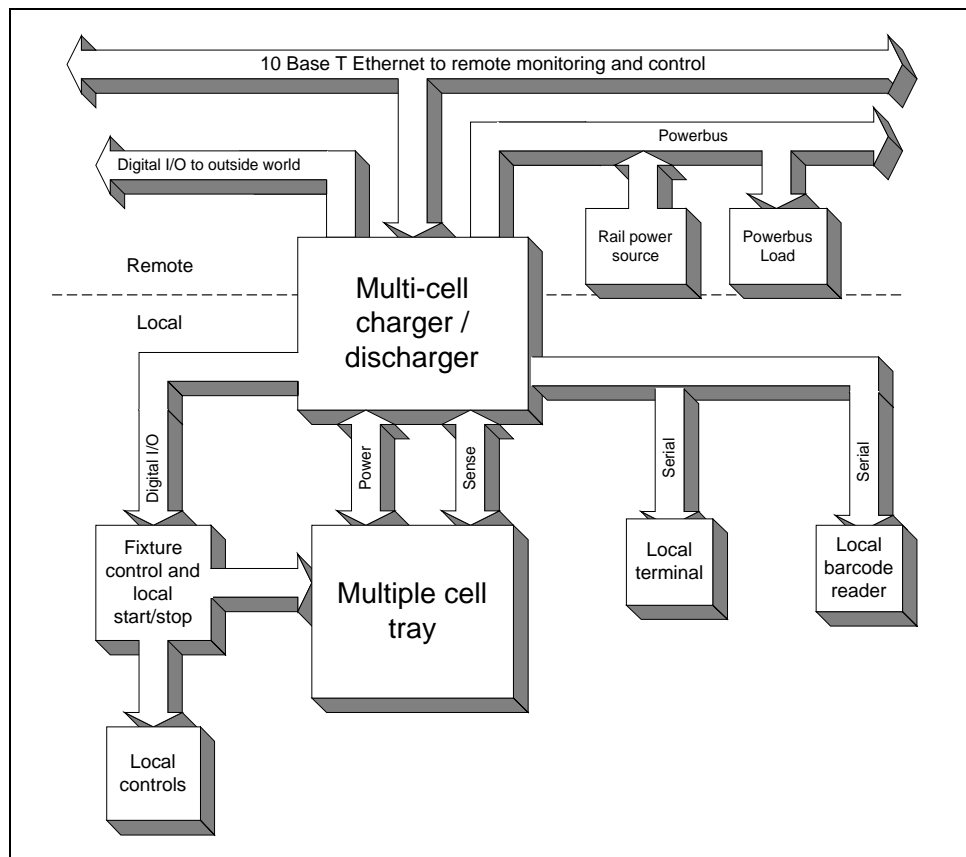 10 Base T Ethernet to remote monitoring and control
Powerbus
Digital I/O to outside world
Rail power
source
Powerbus
Load
Remote
Local
Multi-cell
charger /
discharger
Digital I/O
Power
Sense
Serial
Serial
Fixture
control and
local
start/stop
Multiple cell
tray
Local
terminal
Local
barcode
reader
Local
controls